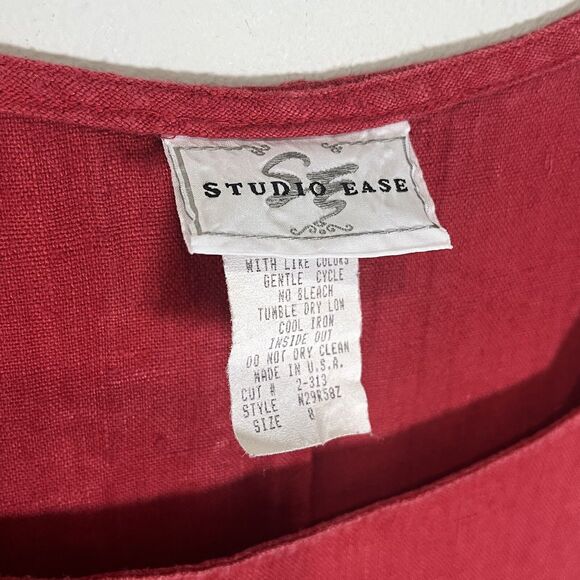 STUDIO EASE
WITH LIKE COLORS
GENTLE CYCLE
NO BLEACH
TUMBLE DRY LOW
COOL IRON
INSIDE OUT
DO NOT DRY CLEAN
MADE IN U.S.A.
CUT # 2-313
STYLE N29R58Z
SIZE 8